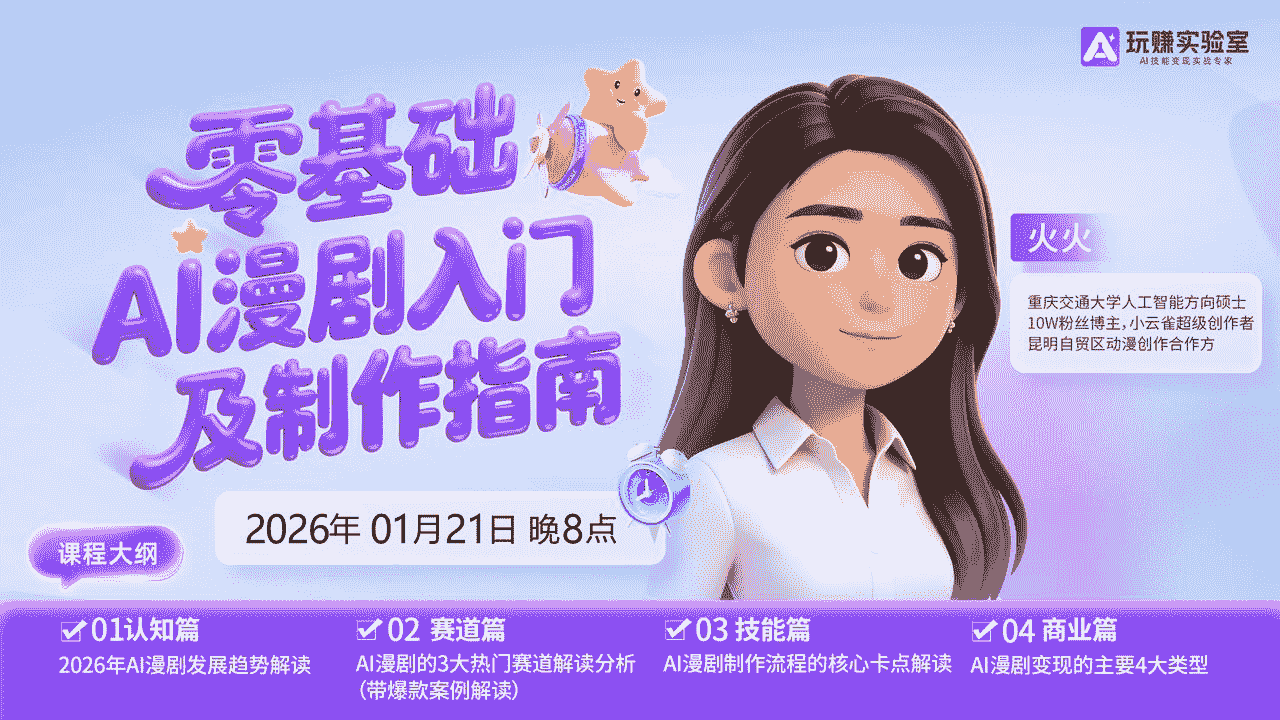 玩赚实验室
AI技能变现实战专家
零基础
AI漫剧入门
及制作指南
火火
重庆交通大学人工智能方向硕士
10W粉丝博主,小云雀超级创作者
昆明自贸区动漫创作合作方
2026年 01月21日 晚8点
课程大纲
01认知篇
2026年AI漫剧发展趋势解读
02 赛道篇
AI漫剧的3大热门赛道解读分析
(带爆款案例解读)
03 技能篇
AI漫剧制作流程的核心卡点解读
04 商业篇
AI漫剧变现的主要4大类型